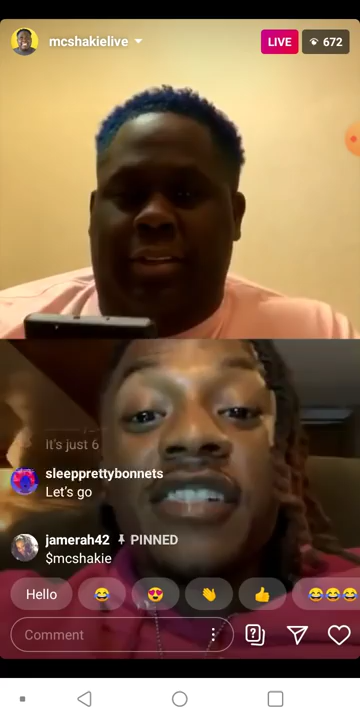 mcshakielive
LIVE
672
It's just 6
sleepprettybonnets
Let's go
jamerah42 PINNED
$mcshakie
Hello
Comment